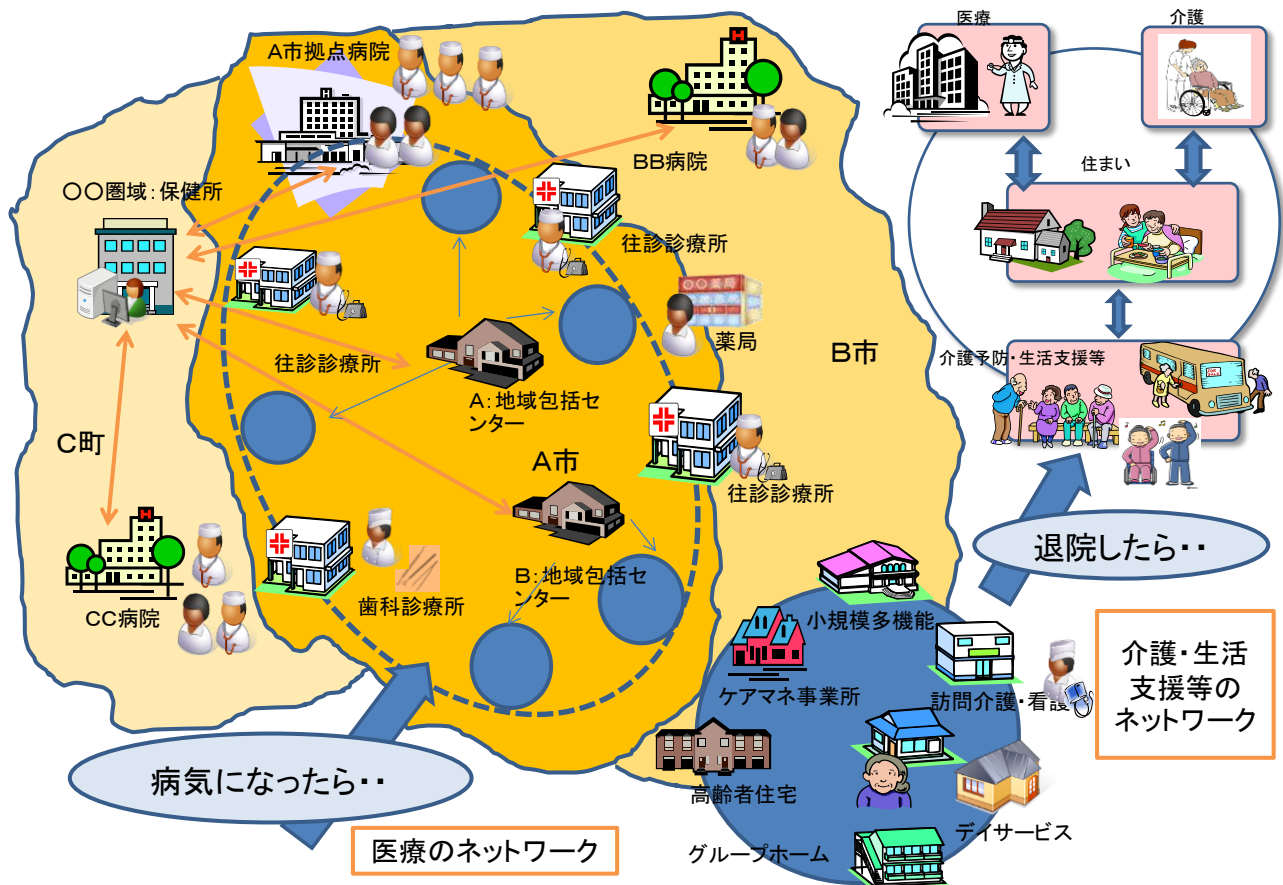 A市拠点病院
BB病院
〇〇圏域：保健所
往診診療所
往診診療所
〇〇薬局
薬局
B市
A：地域包括セ
ンター
C町
A市
往診診療所
CC病院
歯科診療所
B：地域包括セ
ンター
病気になったら・・
医療のネットワーク
医療
介護
住まい
介護予防・生活支援等
退院したら・・
小規模多機能
ケアマネ事業所
訪問介護・看護
高齢者住宅
デイサービス
グループホーム
介護・生活
支援等の
ネットワーク
H
H
H